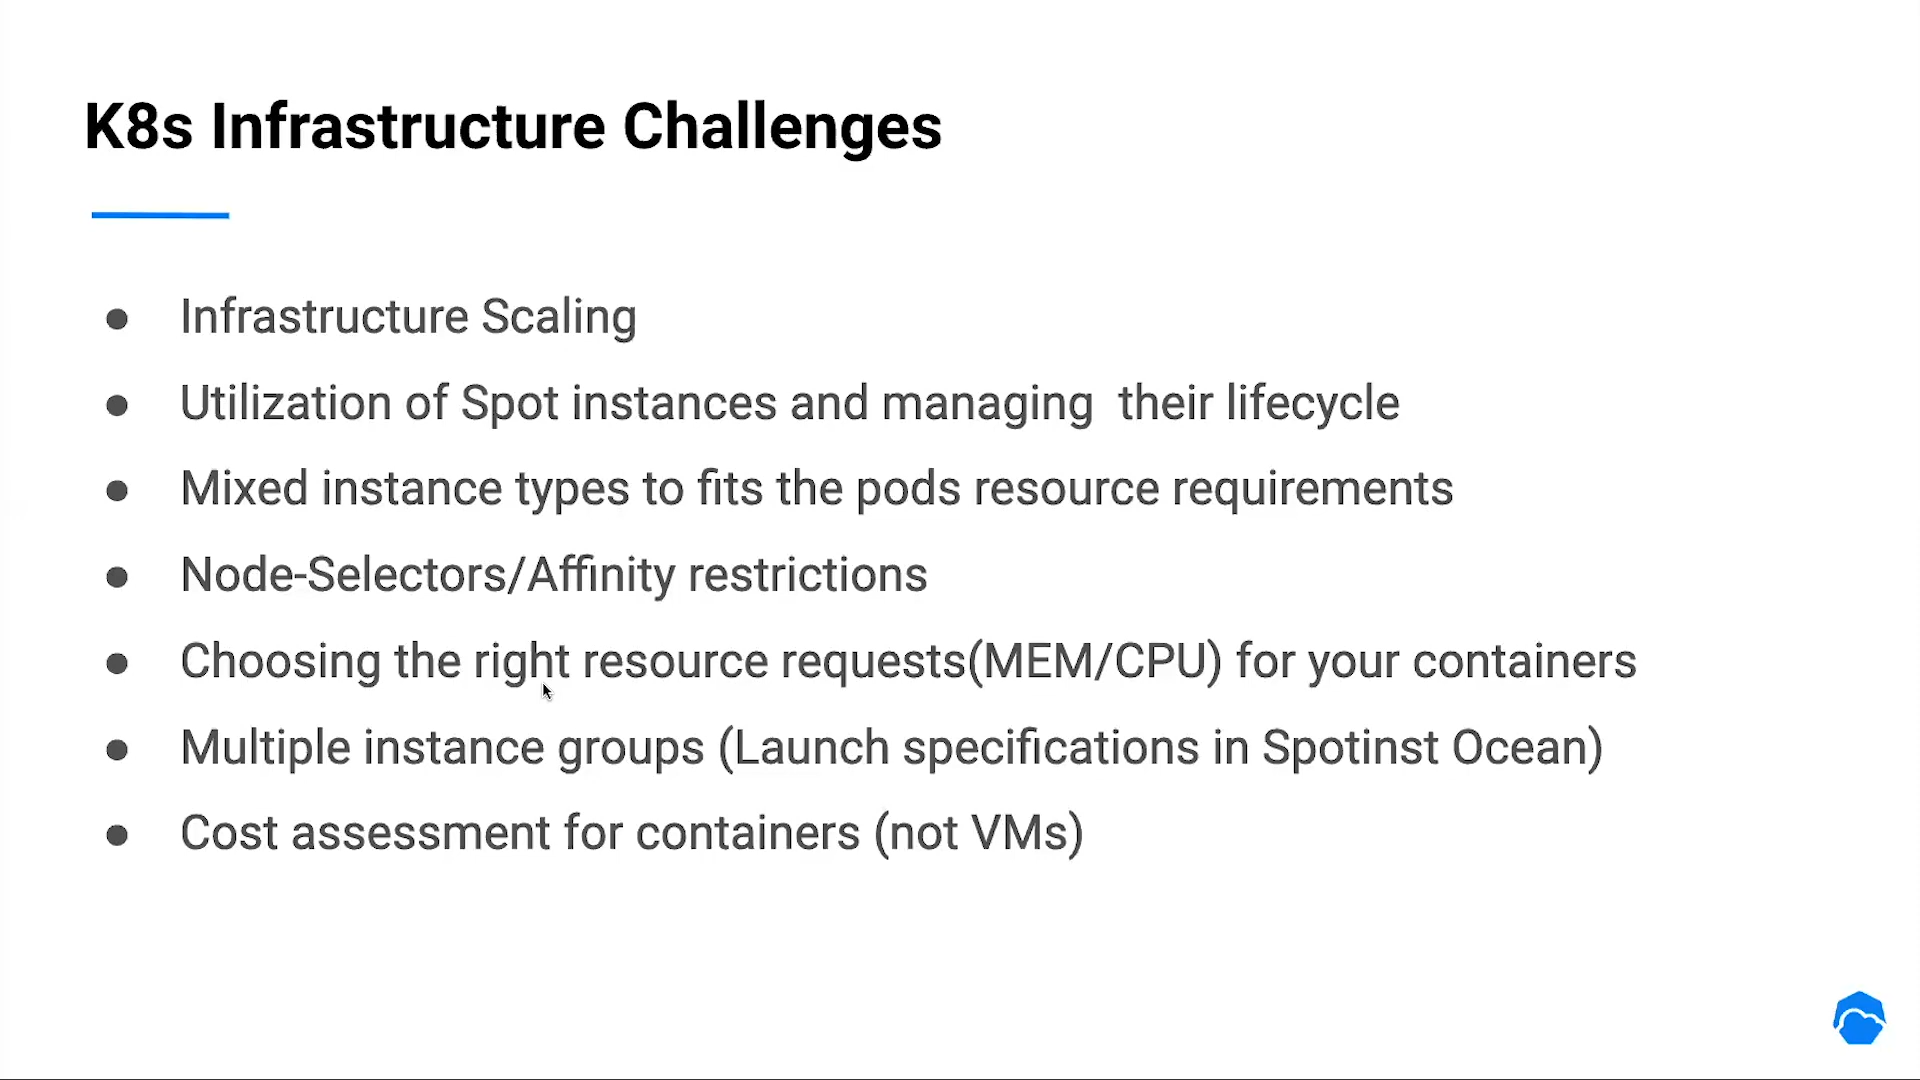 K8s Infrastructure Challenges
Infrastructure Scaling
Utilization of Spot instances and managing  their lifecycle
Mixed instance types to fits the pods resource requirements
Node-Selectors/Affinity restrictions
Choosing the right resource requests(MEM/CPU) for your containers
Multiple instance groups (Launch specifications in Spotinst Ocean)
Cost assessment for containers (not VMs)